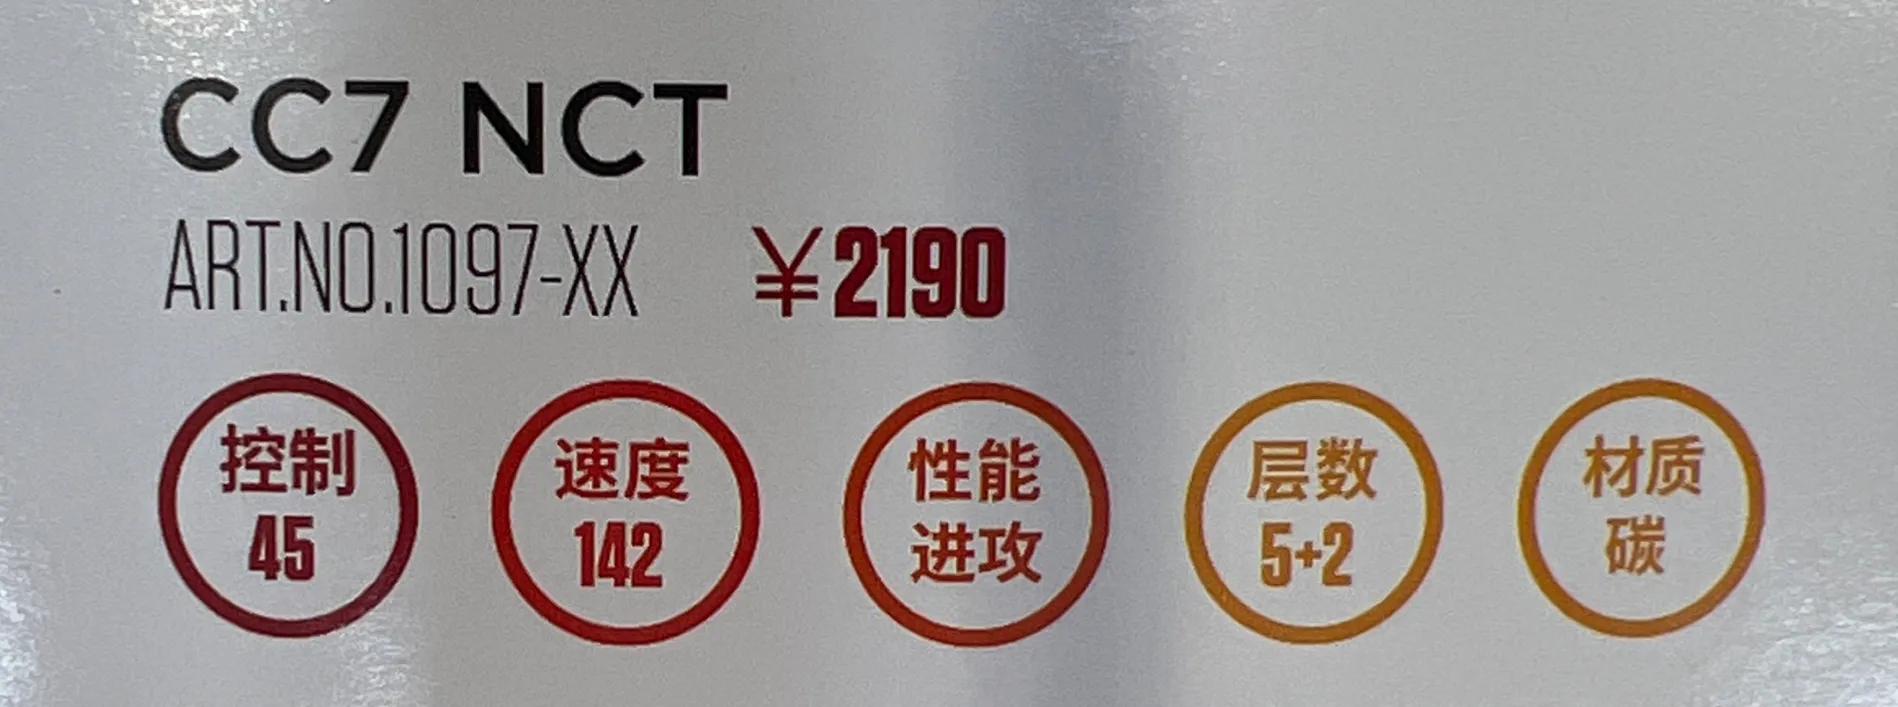 CC7 NCT
ART.NO.1097-XX ¥2190
控制 速度 性能 层数 材质
45 142 进攻 5+2 碳